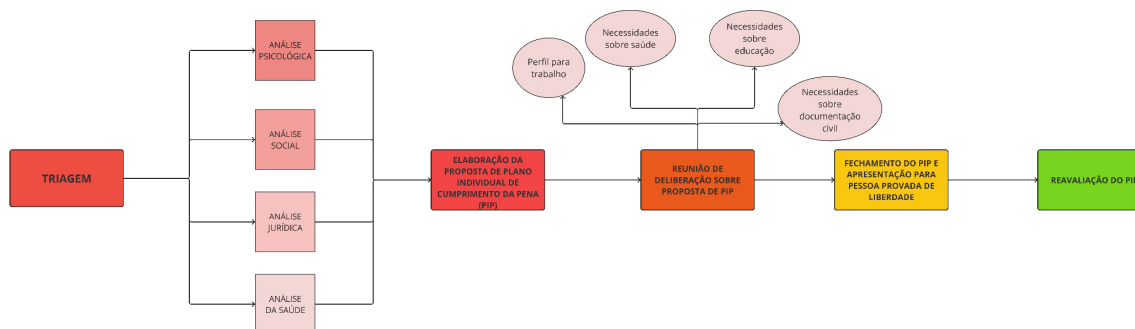 ANÁLISE
PSICOLÓGICA
Necessidades
sobre saúde
Necessidades
sobre
educação
Perfil para
trabalho
Necessidades
sobre
documentação
civil
ANÁLISE
SOCIAL
TRIAGEM
ELABORAÇÃO DA
PROPOSTA DE PLANO
INDIVIDUAL DE
CUMPRIMENTO DA PENA
(PIP)
REUNIÃO DE
DELIBERAÇÃO SOBRE
PROPOSTA DE PIP
FECHAMENTO DO PIP E
APRESENTAÇÃO PARA
PESSOA PROVADA DE
LIBERDADE
REAVALIAÇÃO DO PIP
ANÁLISE
JURÍDICA
ANÁLISE
DA SAÚDE